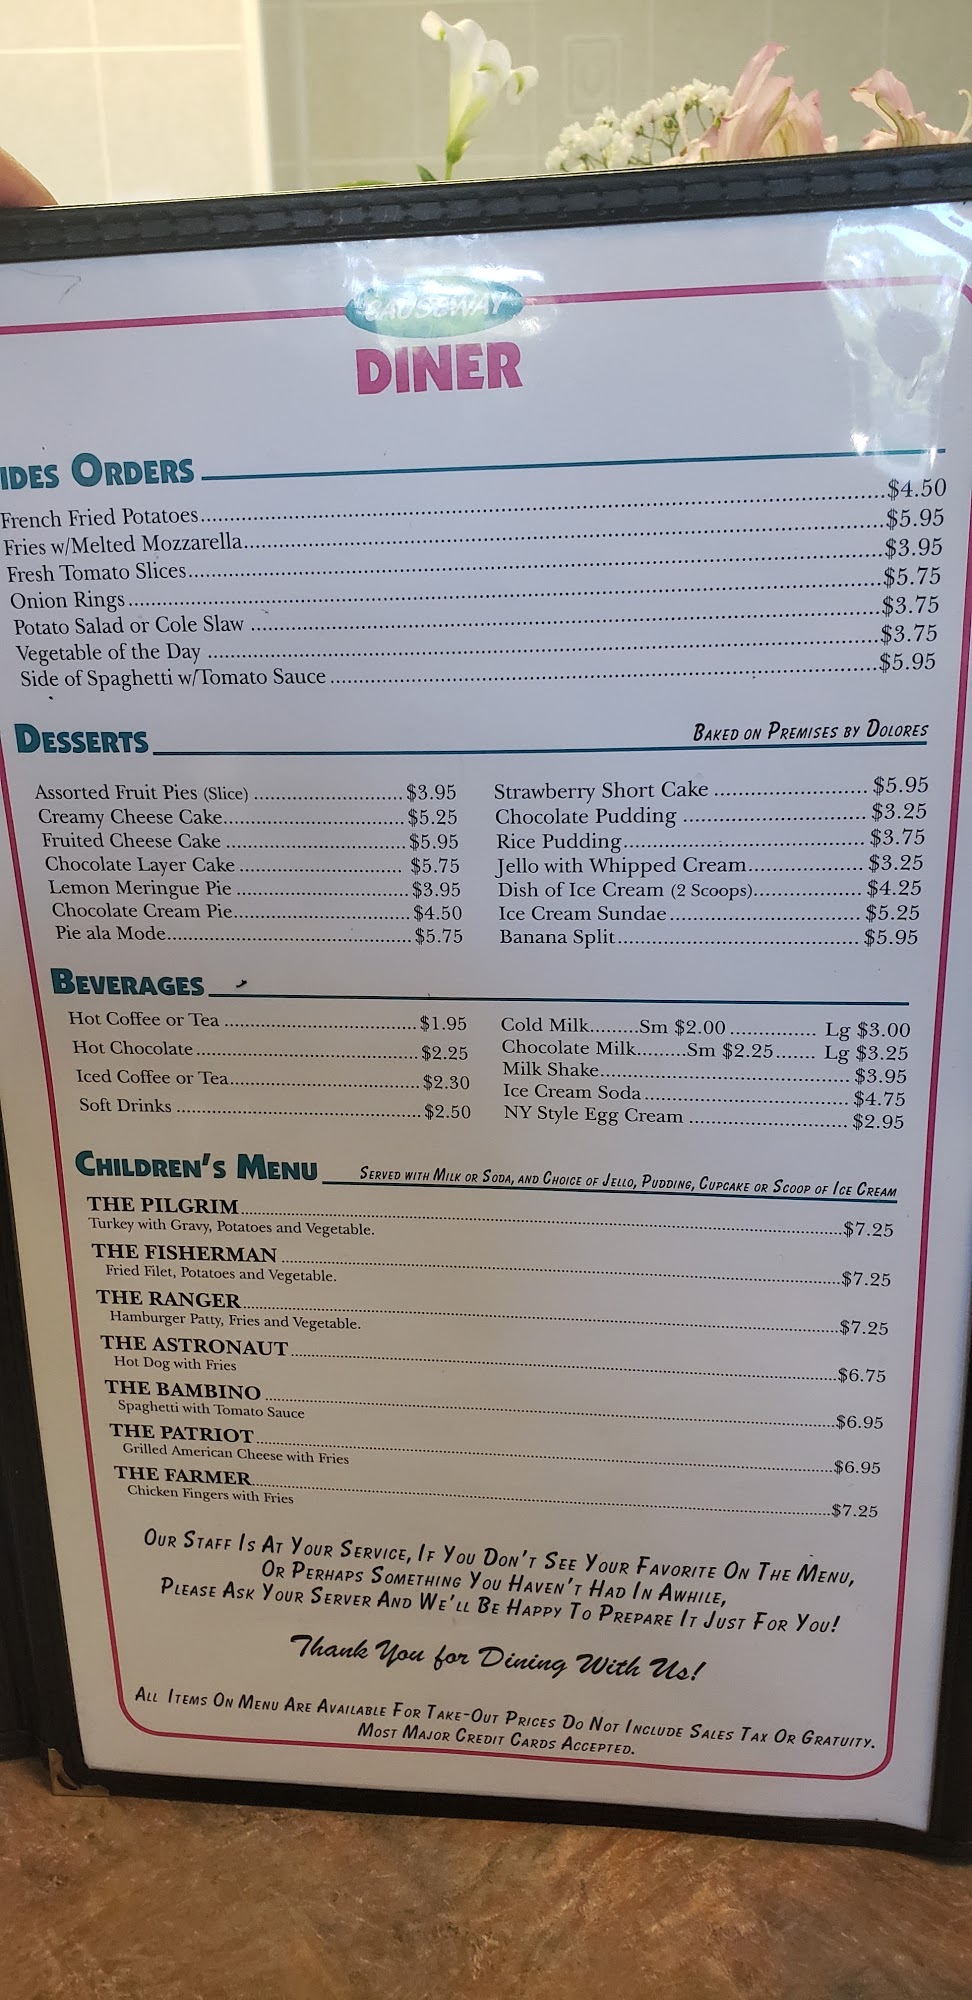 CAUSEWAY
DINER
IDES ORDERS
French Fried Potatoes $4.50
Fries w/Melted Mozzarella $5.95
Fresh Tomato Slices $3.95
Onion Rings $5.75
Potato Salad or Cole Slaw $3.75
Vegetable of the Day $3.75
Side of Spaghetti w/Tomato Sauce $5.95
DESSERTS BAKED ON PREMISES BY DOLORES
Assorted Fruit Pies (Slice) $3.95
Creamy Cheese Cake $5.25
Fruited Cheese Cake $5.95
Chocolate Layer Cake $5.75
Lemon Meringue Pie $3.95
Chocolate Cream Pie $4.50
Pie ala Mode $5.75
Strawberry Short Cake $5.95
Chocolate Pudding $3.25
Rice Pudding $3.75
Jello with Whipped Cream $3.25
Dish of Ice Cream (2 Scoops) $4.25
Ice Cream Sundae $5.25
Banana Split $5.95
BEVERAGES
Hot Coffee or Tea $1.95
Hot Chocolate $2.25
Iced Coffee or Tea $2.30
Soft Drinks $2.50
Cold Milk Sm $2.00 Lg $3.00
Chocolate Milk Sm $2.25 Lg $3.25
Milk Shake $3.95
Ice Cream Soda $4.75
NY Style Egg Cream $2.95
CHILDREN'S MENU SERVED WITH MILK OR SODA, AND CHOICE OF JELLO, PUDDING, CUPCAKE OR SCOOP OF ICE CREAM
THE PILGRIM $7.25
Turkey with Gravy, Potatoes and Vegetable.
THE FISHERMAN $7.25
Fried Filet, Potatoes and Vegetable.
THE RANGER $7.25
Hamburger Patty, Fries and Vegetable.
THE ASTRONAUT $6.75
Hot Dog with Fries
THE BAMBINO $6.95
Spaghetti with Tomato Sauce
THE PATRIOT $6.95
Grilled American Cheese with Fries
THE FARMER $7.25
Chicken Fingers with Fries
OUR STAFF IS AT YOUR SERVICE, IF YOU DON'T SEE YOUR FAVORITE ON THE MENU,
OR PERHAPS SOMETHING YOU HAVEN'T HAD IN AWHILE,
PLEASE ASK YOUR SERVER AND WE'LL BE HAPPY TO PREPARE IT JUST FOR YOU!
Thank You for Dining With Us!
ALL ITEMS ON MENU ARE AVAILABLE FOR TAKE-OUT PRICES DO NOT INCLUDE SALES TAX OR GRATUITY.
MOST MAJOR CREDIT CARDS ACCEPTED.